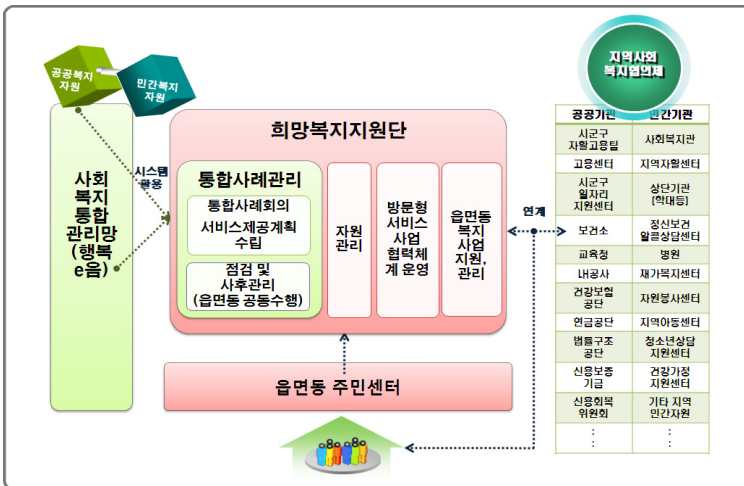 공공복지
자원
민간복지
자원
사회
복지
통합
관리망
(행복
e음)
시스템
활용
희망복지지원단
통합사례관리
통합사례회의
서비스제공계획
수립
점검 및
사후관리
(읍면동 공동수행)
자원
관리
방문형
서비스
사업
협력체
계 운영
읍면동
복지
사업
지원,
관리
읍면동 주민센터
연계
지역사회
복지협의체
공공기관 민간기관
시군구
자활고용팀
사회복지관
고용센터
지역자활센터
시군구
일자리
지원센터
상담기관
(학대등)
보건소
정신보건
알콜상담센터
교육청
병원
LH공사
재가복지센터
건강보험
공단
자원봉사센터
연금공단
지역아동센터
법률구조
공단
청소년상담
지원센터
신용보증
기금
건강가정
지원센터
신용회복
위원회
기타 지역
민간자원